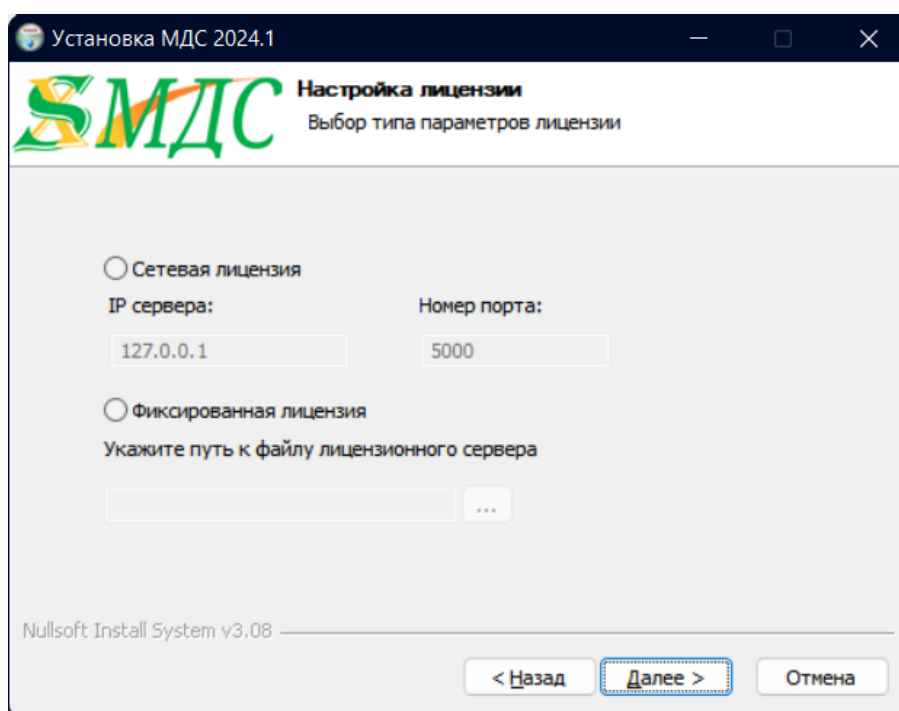 Установка МДС 2024.1
МДС
Настройка лицензии
Выбор типа параметров лицензии
Сетевая лицензия
IP сервера: Номер порта:
127.0.0.1 5000
Фиксированная лицензия
Укажите путь к файлу лицензионного сервера
...
Nullsoft Install System v3.08
< Назад Далее > Отмена